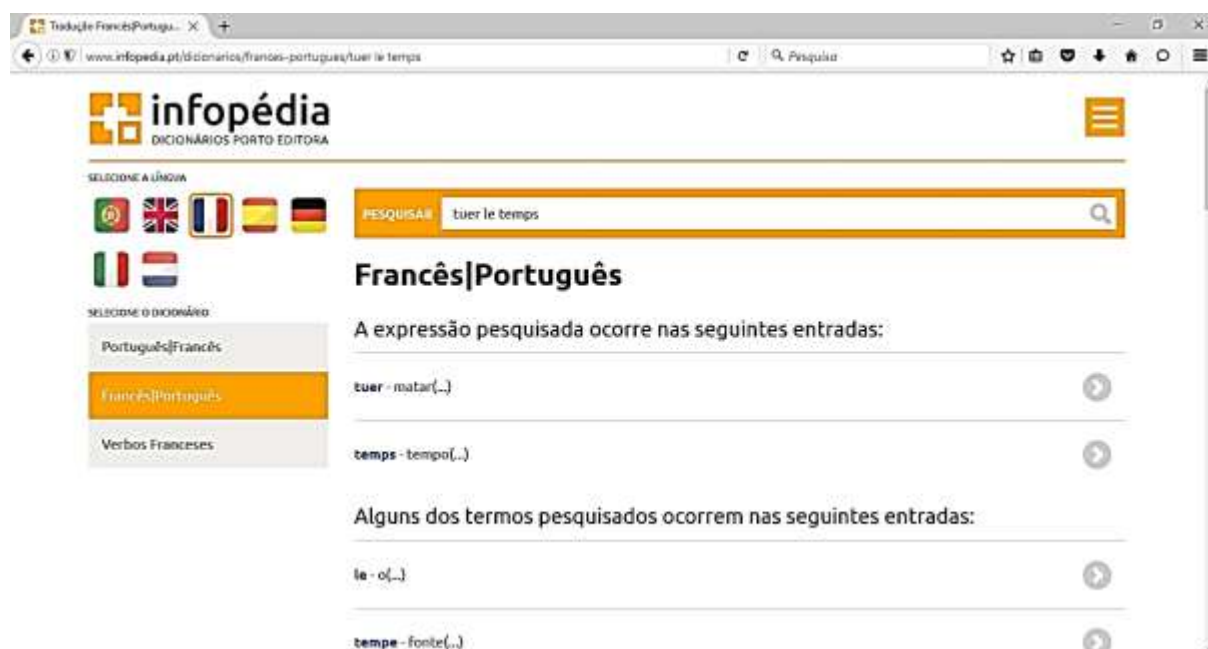 Tradução Francês|Portugu... × +
www.infopedia.pt/dicionarios/frances-portugues/tuer le temps
Pesquisa
infopédia
DICIONÁRIOS PORTO EDITORA
SELECIONE A LÍNGUA
PESQUISAR tuer le temps
Francês|Português
SELECIONE O DICIONÁRIO
A expressão pesquisada ocorre nas seguintes entradas:
Português|Francês
tuer - matar(...)
Francês|Português
Verbos Franceses
temps - tempo(...)
Alguns dos termos pesquisados ocorrem nas seguintes entradas:
le - o(...)
tempe - fonte(...)